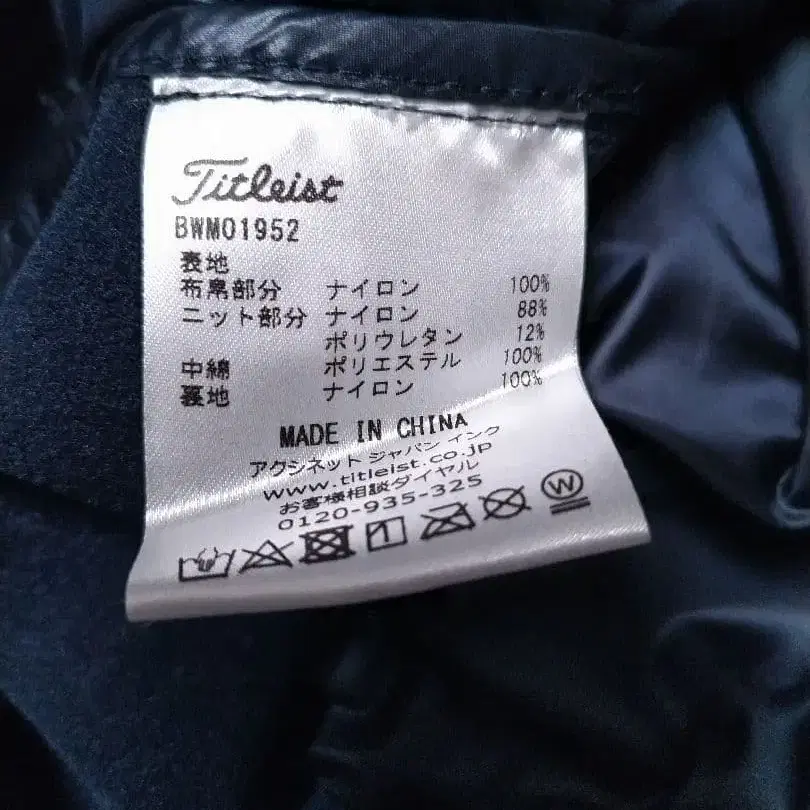 Titleist
BWMO1952
表地
布帛部分 ナイロン 100%
ニット部分 ナイロン 88%
ポリウレタン 12%
中綿 ポリエステル 100%
裏地 ナイロン 100%
MADE IN CHINA
アクシネット ジャパン インク
www.titleist.co.jp
お客様相談ダイヤル
0120-935-325
W